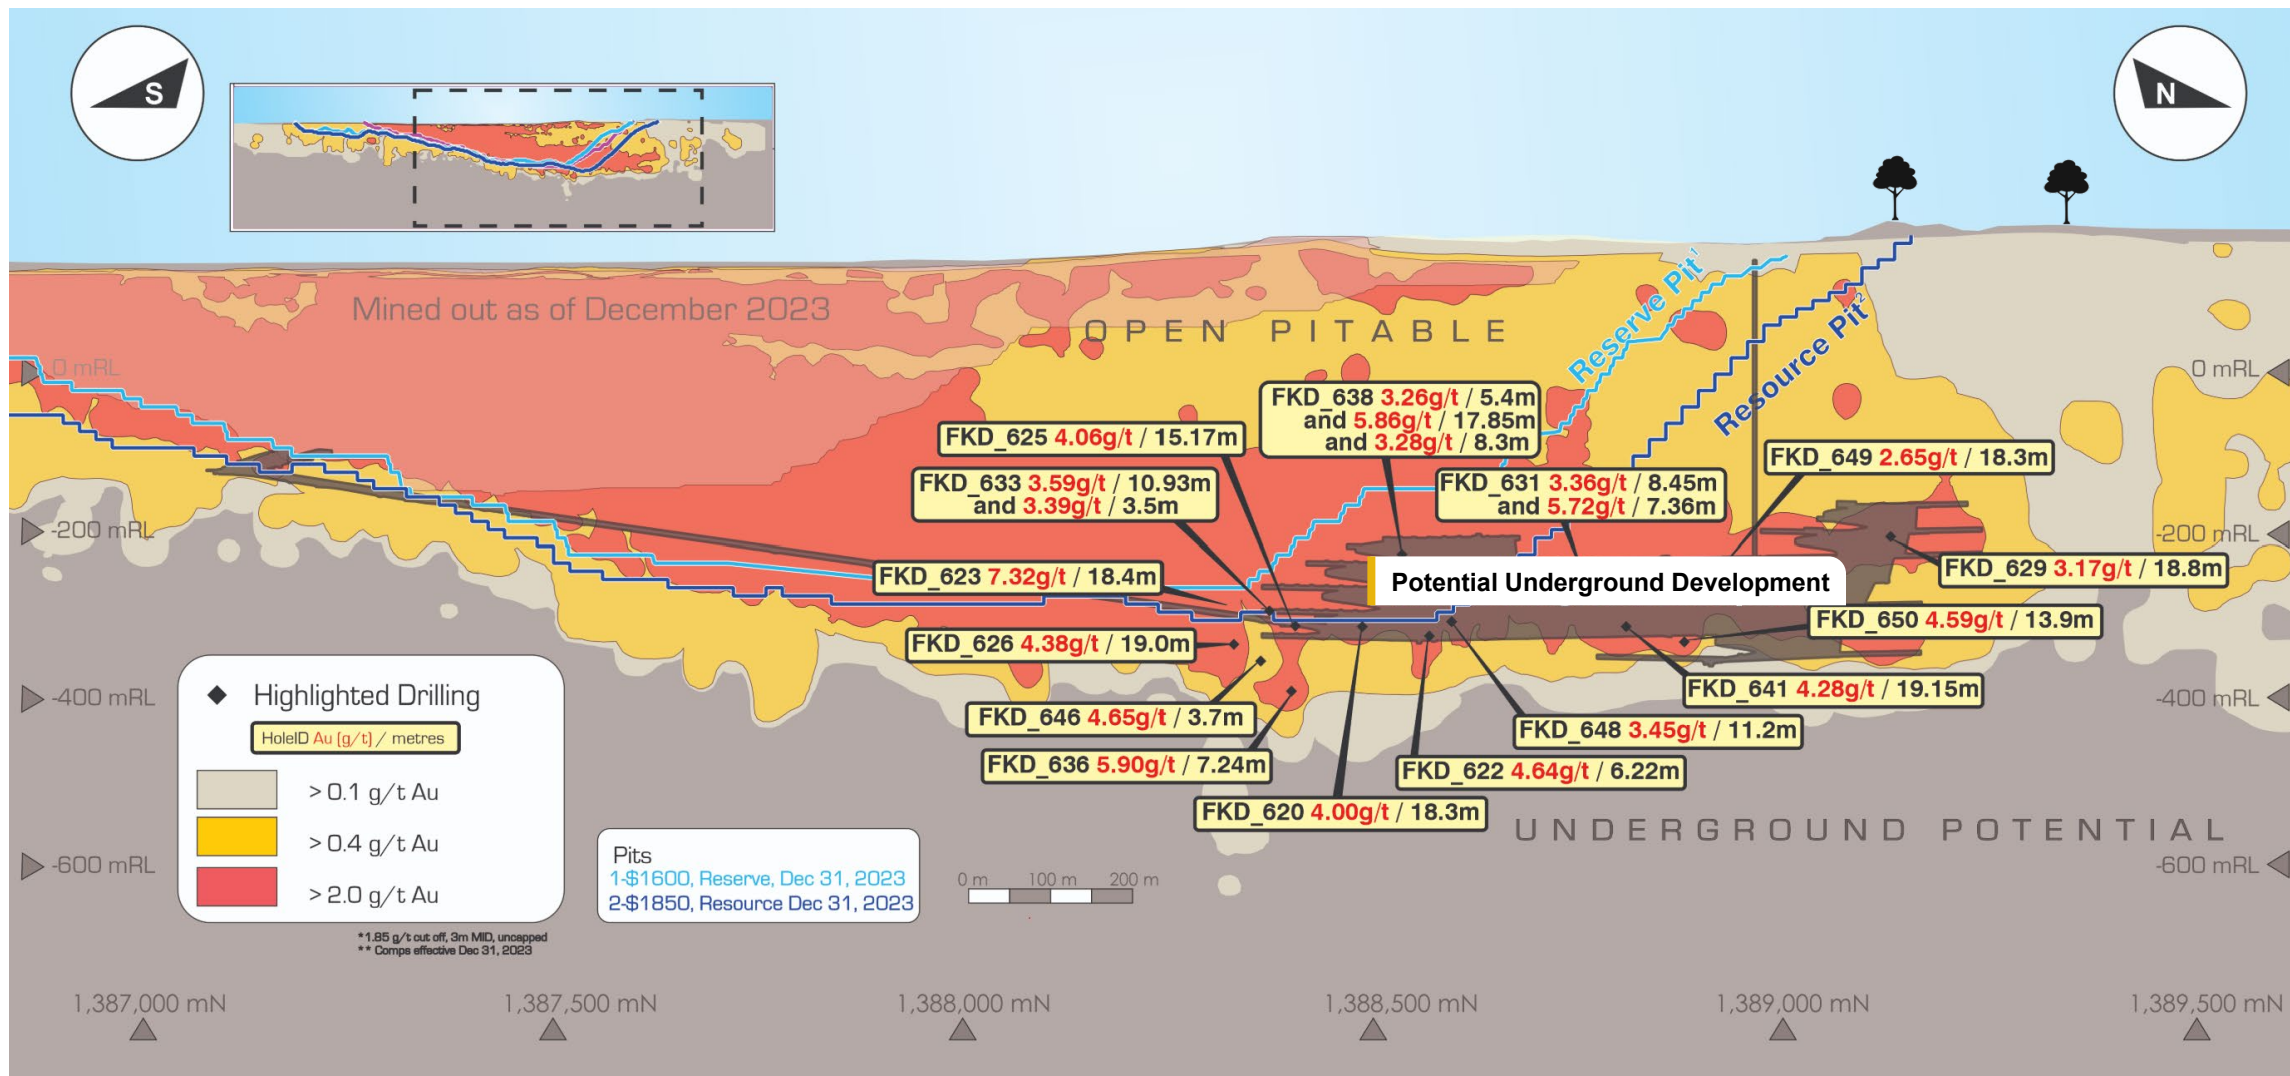 S
N
Mined out as of December 2023
OPEN PITABLE
Reserve Pit¹
Resource Pit²
0 mRL
0 mRL
FKD_638 3.26g/t / 5.4m
and 5.86g/t / 17.85m
and 3.28g/t / 8.3m
FKD_625 4.06g/t / 15.17m
FKD_649 2.65g/t / 18.3m
FKD_633 3.59g/t / 10.93m
and 3.39g/t / 3.5m
FKD_631 3.36g/t / 8.45m
and 5.72g/t / 7.36m
-200 mRL
-200 mRL
FKD_623 7.32g/t / 18.4m
Potential Underground Development
FKD_629 3.17g/t / 18.8m
FKD_650 4.59g/t / 13.9m
FKD_626 4.38g/t / 19.0m
FKD_641 4.28g/t / 19.15m
-400 mRL
-400 mRL
FKD_646 4.65g/t / 3.7m
FKD_648 3.45g/t / 11.2m
FKD_636 5.90g/t / 7.24m
FKD_622 4.64g/t / 6.22m
FKD_620 4.00g/t / 18.3m
UNDERGROUND POTENTIAL
-600 mRL
-600 mRL
Highlighted Drilling
HoleID Au (g/t) / metres
> 0.1 g/t Au
> 0.4 g/t Au
> 2.0 g/t Au
*1.85 g/t cut off, 3m MID, uncapped
** Comps effective Dec 31, 2023
Pits
1-$1600, Reserve, Dec 31, 2023
2-$1850, Resource Dec 31, 2023
0 m 100 m 200 m
1,387,000 mN
1,387,500 mN
1,388,000 mN
1,388,500 mN
1,389,000 mN
1,389,500 mN